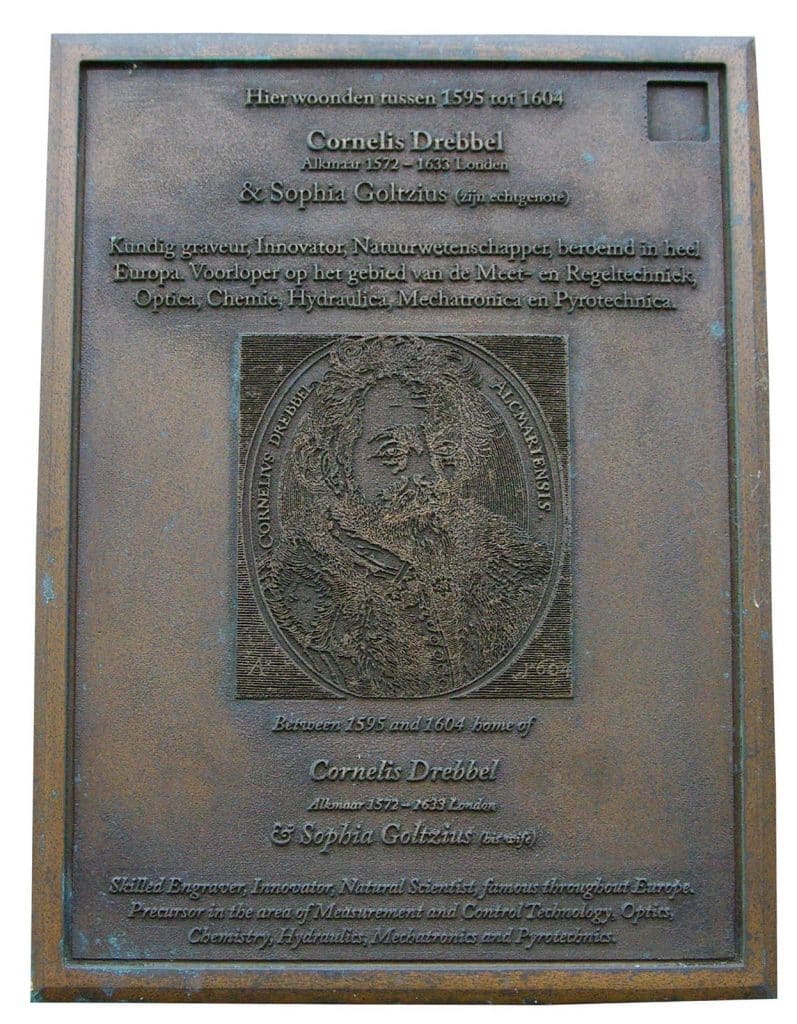 Hier woonden tussen 1595 tot 1604
Cornelis Drebbel
Alkmaar 1572 – 1633 Londen
& Sophia Goltzius (zijn echtgenote)
Kundig graveur, Innovator, Natuurwetenschapper, beroemd in heel
Europa. Voorloper op het gebied van de Meet- en Regeltechniek,
Optica, Chemie, Hydraulica, Mechatronica en Pyrotechnica.
CORNELIVS DREBBEL
ALCMARIENSIS
Between 1595 and 1604 home of
Cornelis Drebbel
Alkmaar 1572 – 1633 London
& Sophia Goltzius (his wife)
Skilled Engraver, Innovator, Natural Scientist, famous throughout Europe.
Precursor in the area of Measurement and Control Technology, Optics,
Chemistry, Hydraulics, Mechatronics and Pyrotechnics.